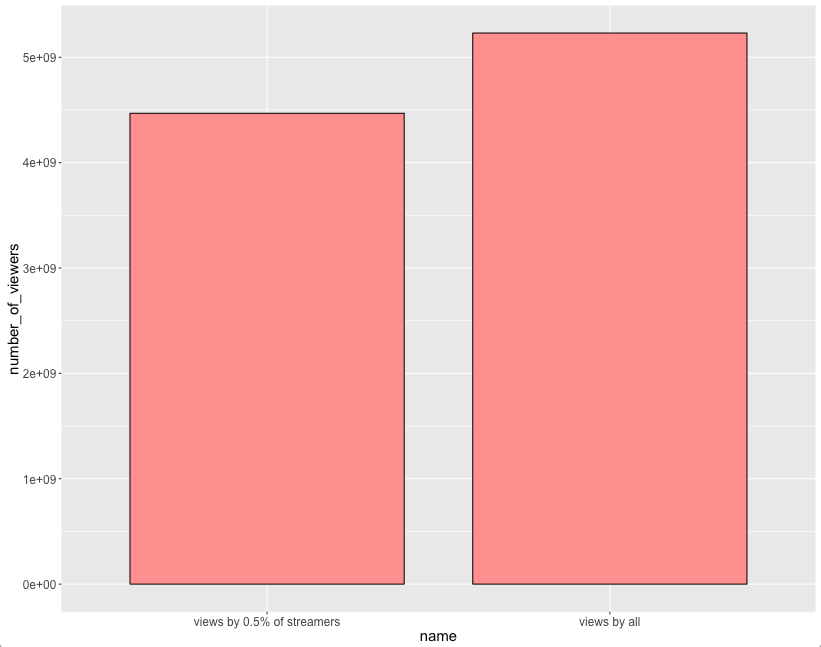 number_of_viewers
5e+09
4e+09
3e+09
2e+09
1e+09
0e+00
views by 0.5% of streamers
views by all
name